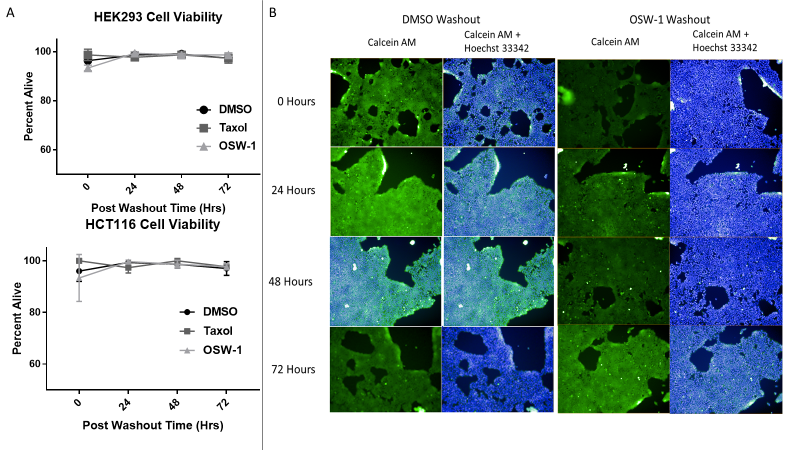 A
HEK293 Cell Viability
100
80
60
Percent Alive
DMSO
Taxol
OSW-1
0
24
48
72
Post Washout Time (Hrs)
HCT116 Cell Viability
100
80
60
Percent Alive
DMSO
Taxol
OSW-1
0
24
48
72
Post Washout Time (Hrs)
B
DMSO Washout
OSW-1 Washout
Calcein AM
Calcein AM +
Hoechst 33342
Calcein AM
Calcein AM +
Hoechst 33342
0 Hours
24 Hours
48 Hours
72 Hours